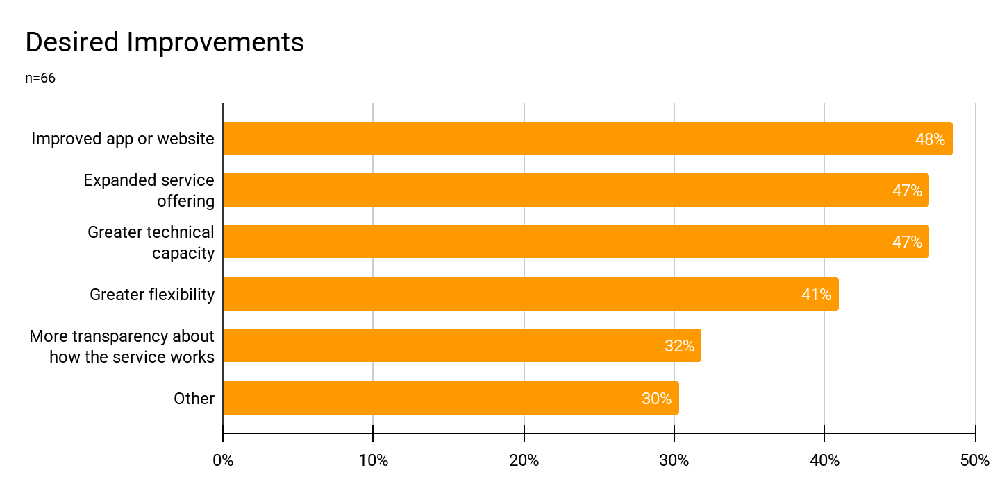 Desired Improvements
n=66
Improved app or website
48%
Expanded service
offering
47%
Greater technical
capacity
47%
Greater flexibility
41%
More transparency about
how the service works
32%
Other
30%
0% 10% 20% 30% 40% 50%